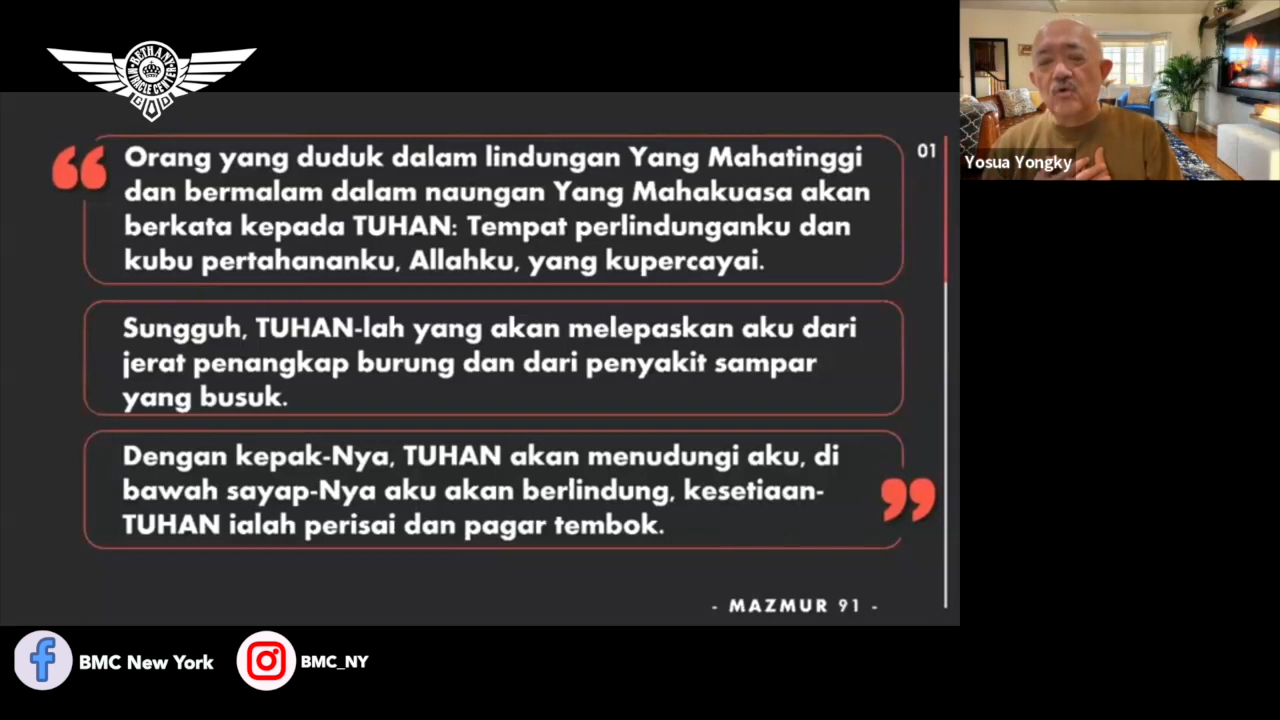 BETHANY
MIRACLE CENTER
Orang yang duduk dalam lindungan Yang Mahatinggi
dan bermalam dalam naungan Yang Mahakuasa akan
berkata kepada TUHAN: Tempat perlindunganku dan
kubu pertahananku, Allahku, yang kupercayai.
01
Sungguh, TUHAN-lah yang akan melepaskan aku dari
jerat penangkap burung dan dari penyakit sampar
yang busuk.
Dengan kepak-Nya, TUHAN akan menudungi aku, di
bawah sayap-Nya aku akan berlindung, kesetiaan-
TUHAN ialah perisai dan pagar tembok.
- MAZMUR 91 -
Yosua Yongky
BMC New York
BMC_NY